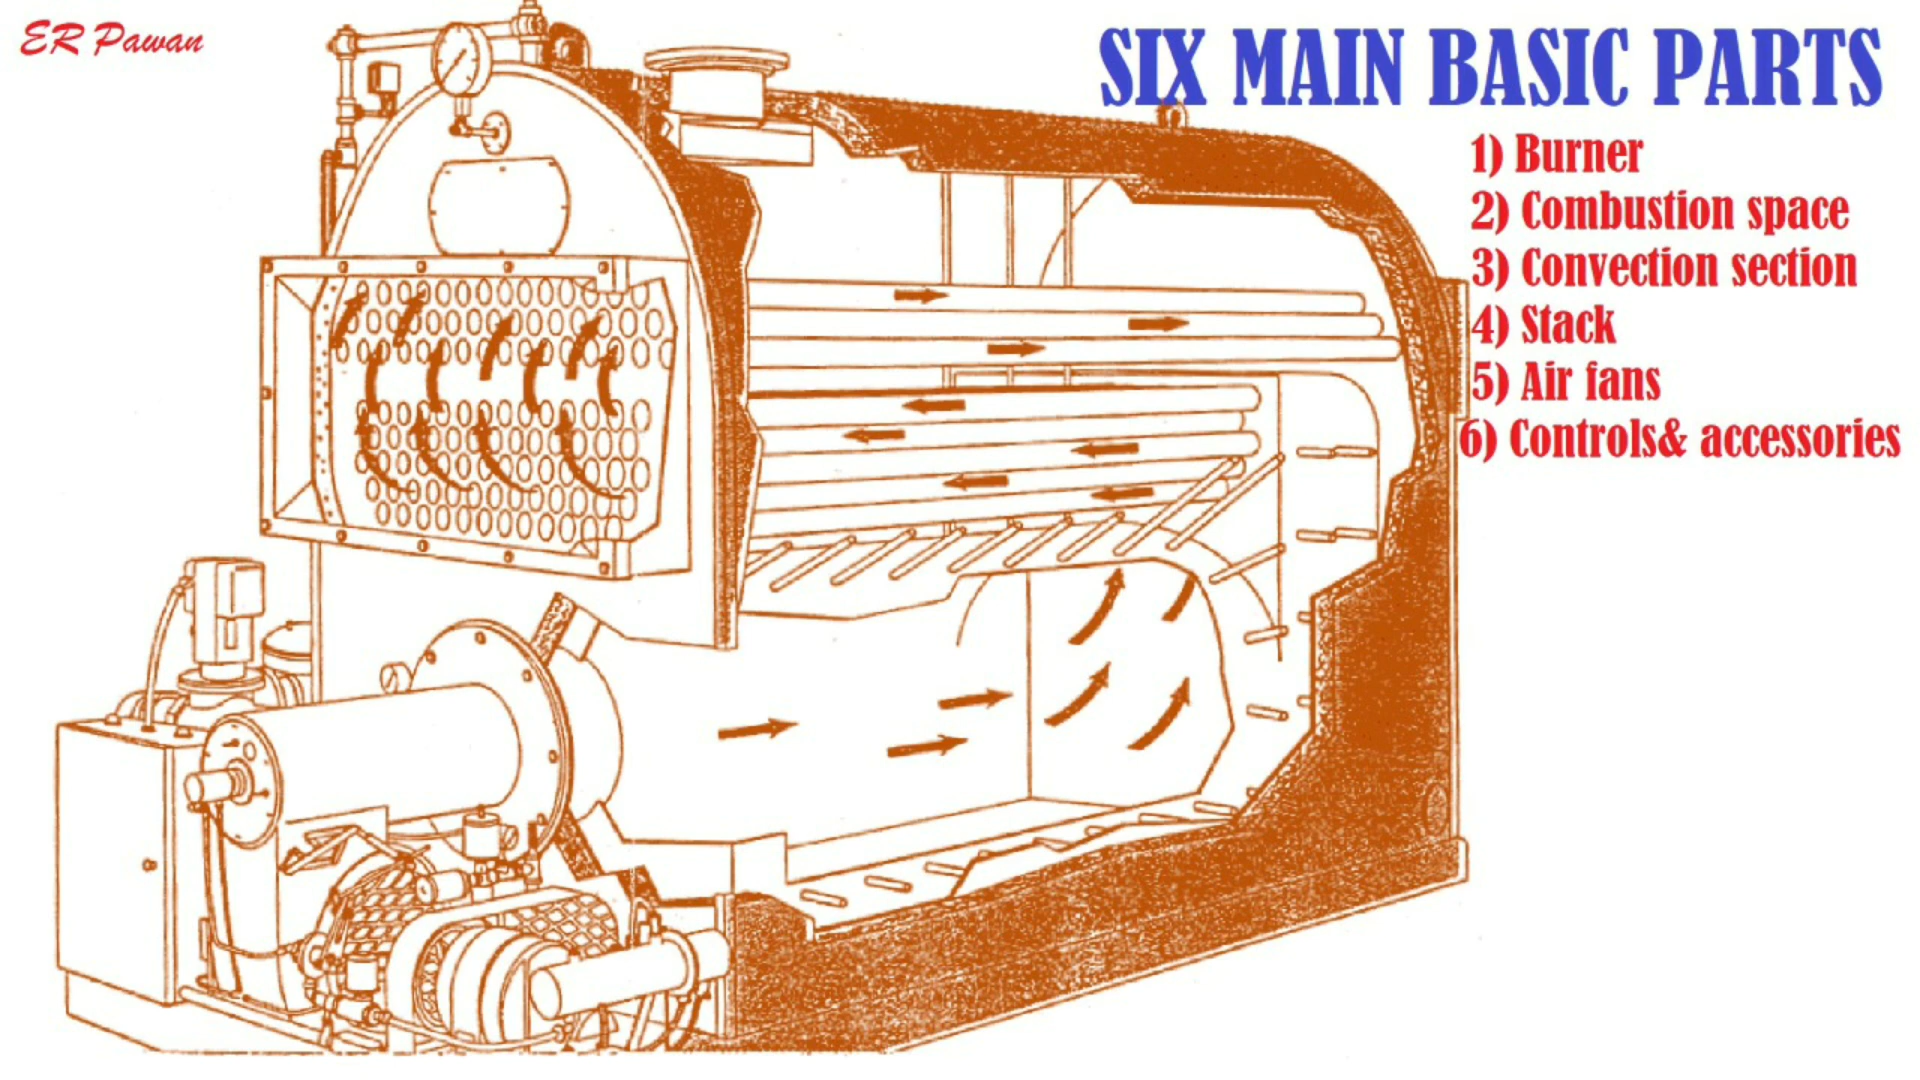 ER Pawan
SIX MAIN BASIC PARTS
1) Burner
2) Combustion space
3) Convection section
4) Stack
5) Air fans
6) Controls& accessories